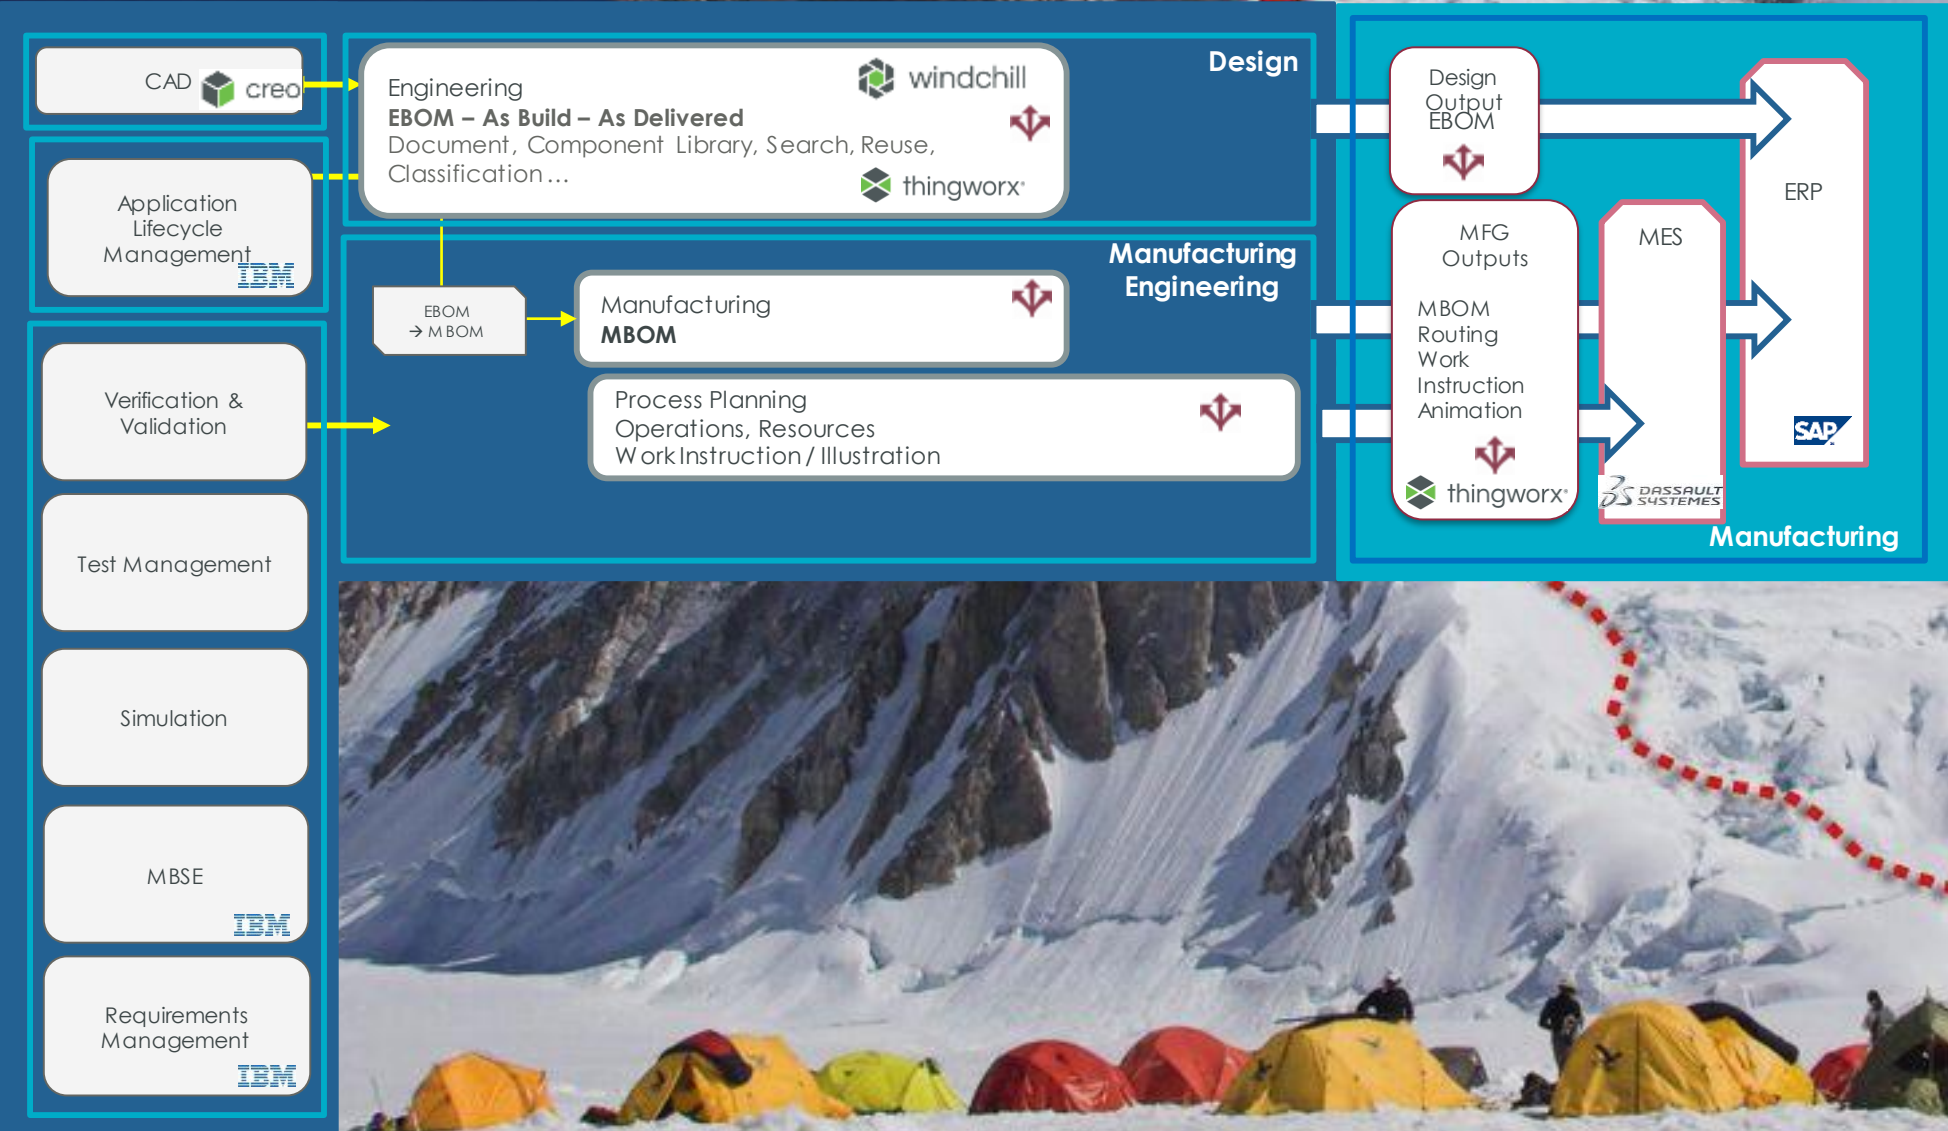 CAD
creo
Application
Lifecycle
Management
IBM
Verification &
Validation
Test Management
Simulation
MBSE
IBM
Requirements
Management
IBM
Design
Engineering
windchill
EBOM – As Build – As Delivered
Document, Component Library, Search, Reuse,
Classification...
thingworx
Manufacturing
Engineering
EBOM
→ MBOM
Manufacturing
MBOM
Process Planning
Operations, Resources
Work Instruction / Illustration
Design
Output
EBOM
MFG
Outputs
MBOM
Routing
Work
Instruction
Animation
thingworx
MES
DASSAULT
SYSTEMES
ERP
SAP
Manufacturing